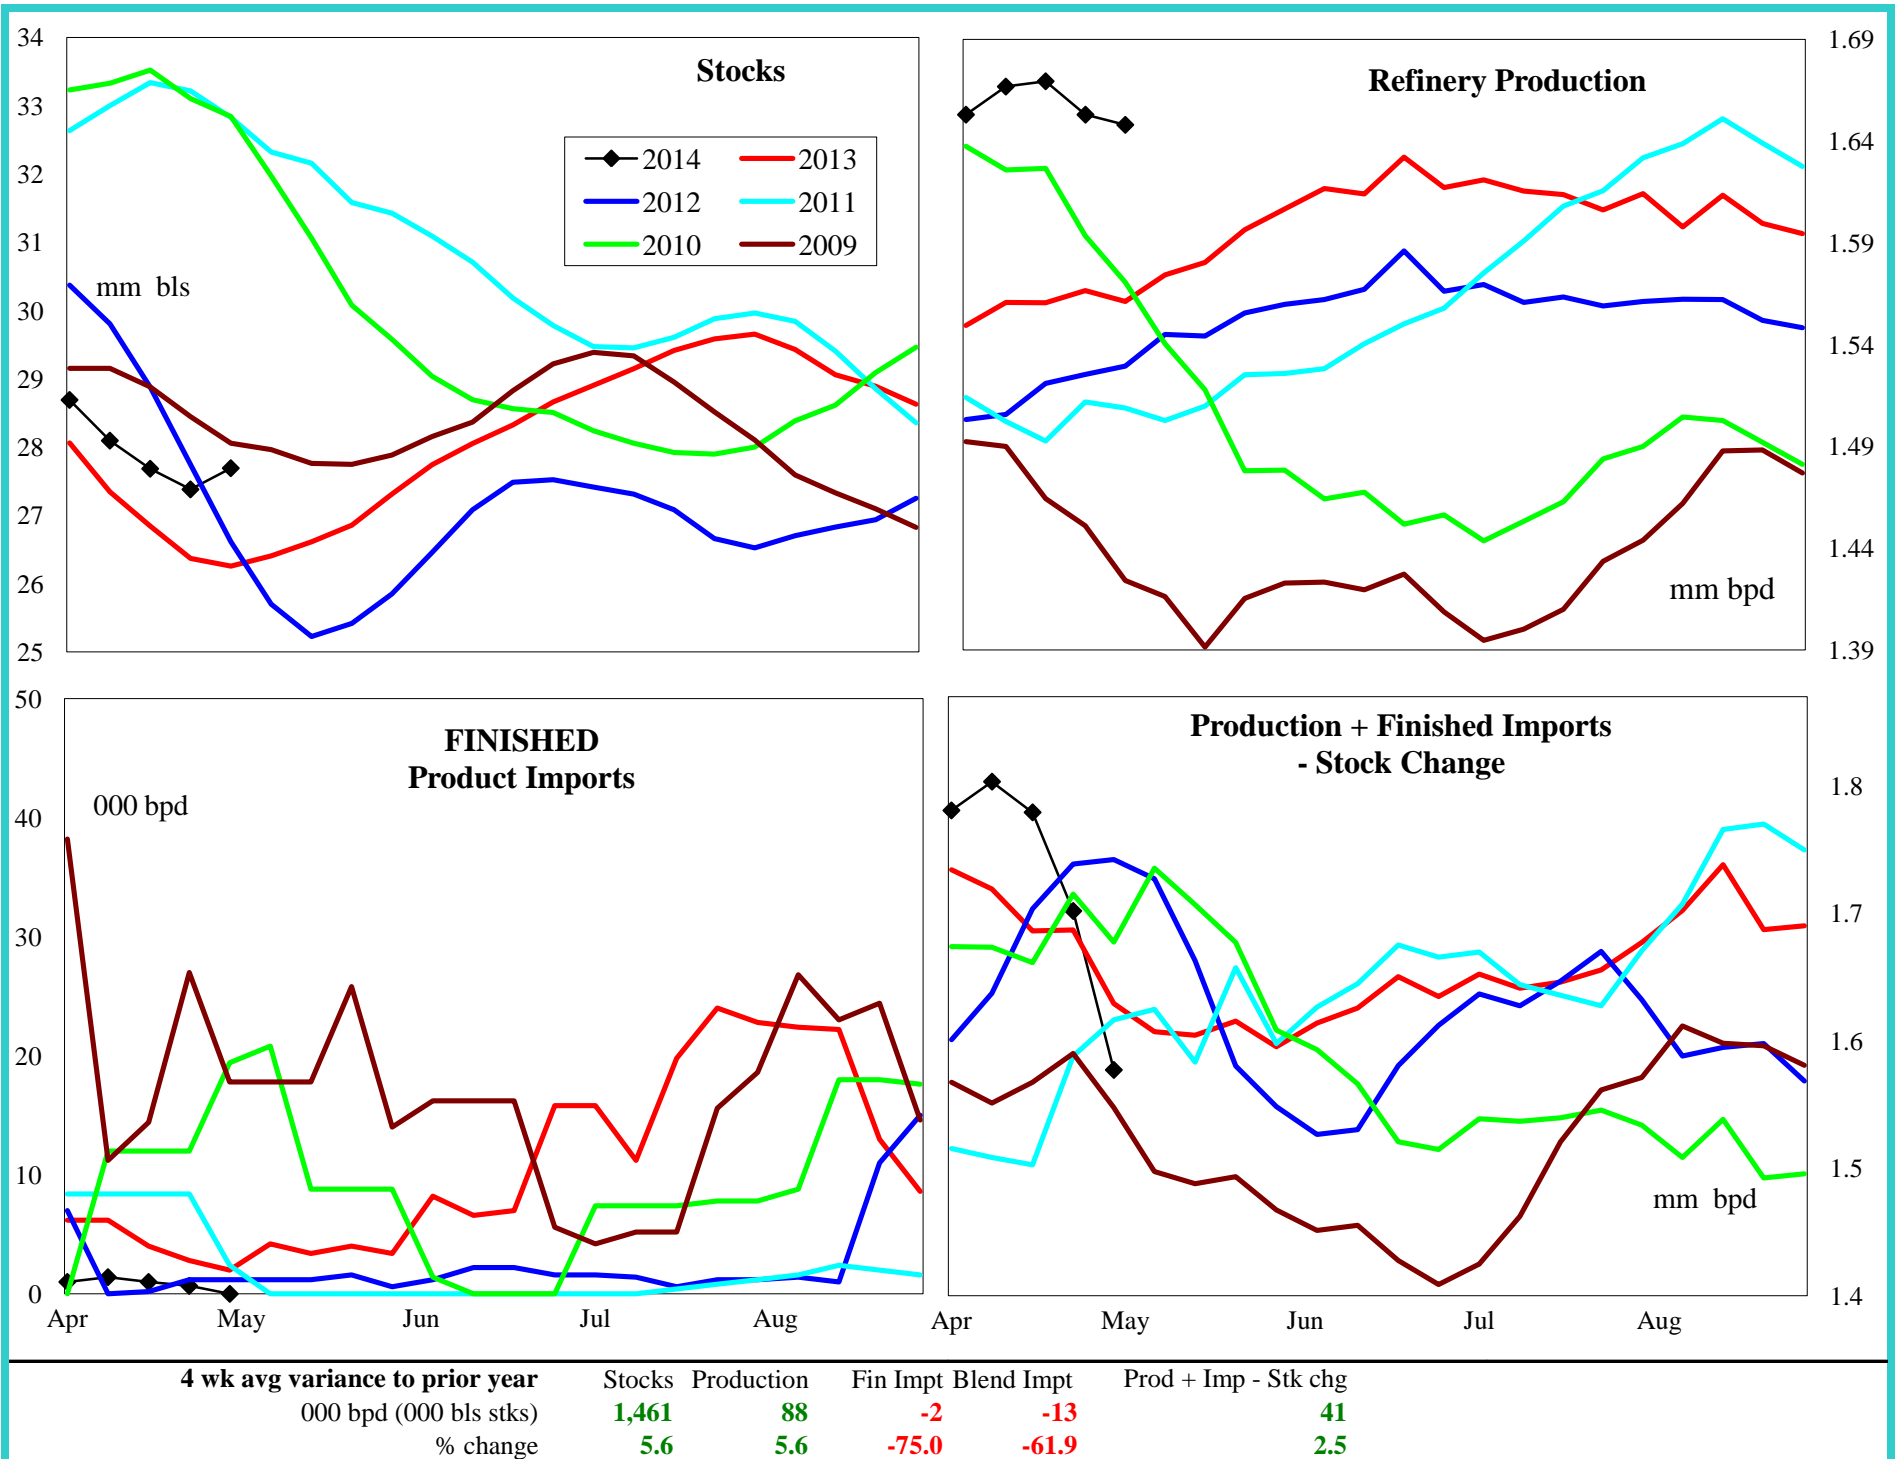 Stocks
34
33
32
31
30
29
28
27
26
25
mm bls
2014 2013
2012 2011
2010 2009
Refinery Production
1.69
1.64
1.59
1.54
1.49
1.44
1.39
mm bpd
FINISHED
Product Imports
50
40
30
20
10
0
000 bpd
Apr May Jun Jul Aug
Production + Finished Imports
- Stock Change
1.8
1.7
1.6
1.5
1.4
mm bpd
Apr May Jun Jul Aug
4 wk avg variance to prior year Stocks Production Fin Impt Blend Impt Prod + Imp - Stk chg
000 bpd (000 bls stks) 1,461 88 -2 -13 41
% change 5.6 5.6 -75.0 -61.9 2.5